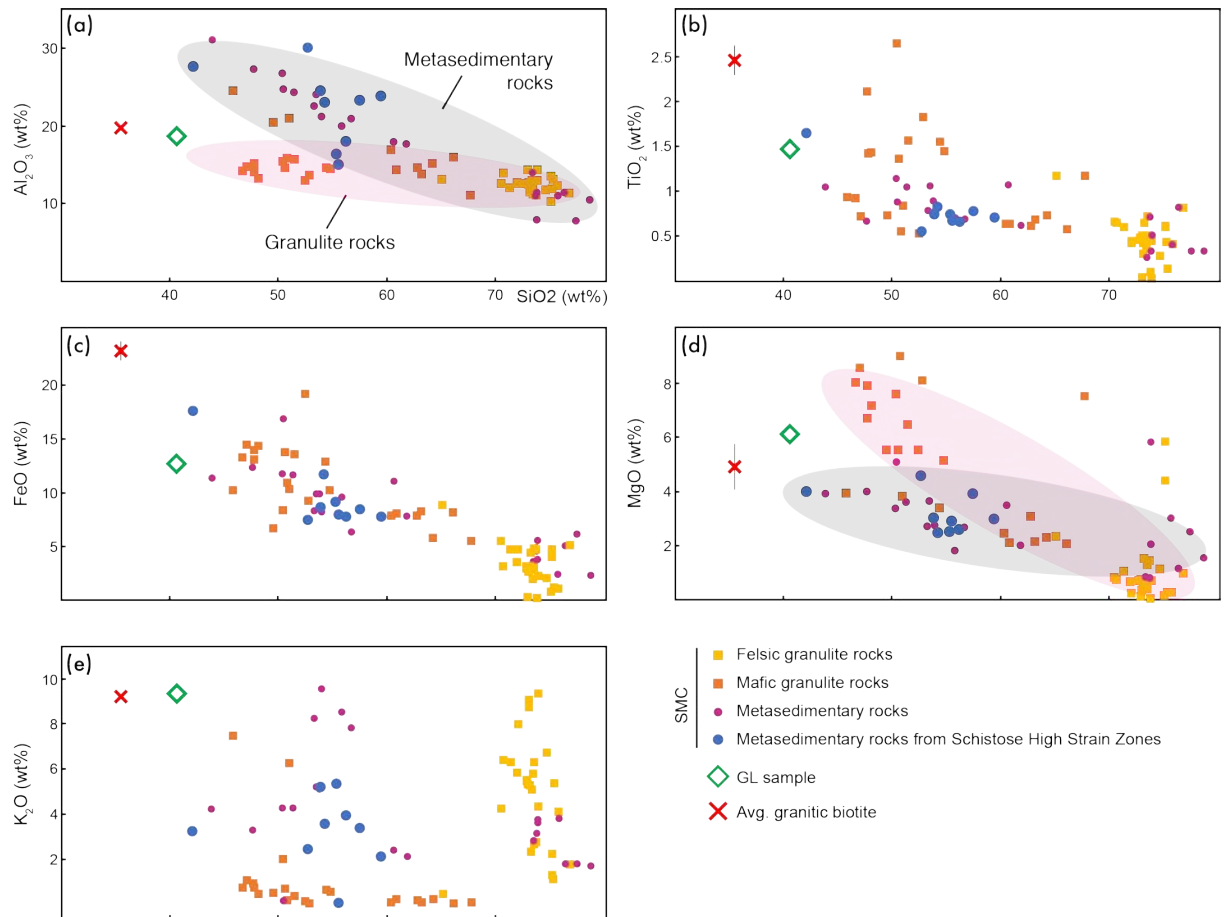 (a)
30
20
10
Al2O3 (wt%)
Metasedimentary
rocks
Granulite rocks
40
50
60
70
SiO2 (wt%)
(b)
2.5
2
1.5
1
0.5
TiO2 (wt%)
40
50
60
70
(c)
20
15
10
5
FeO (wt%)
(d)
8
6
4
2
MgO (wt%)
(e)
10
8
6
4
2
K2O (wt%)
SMC
Felsic granulite rocks
Mafic granulite rocks
Metasedimentary rocks
Metasedimentary rocks from Schistose High Strain Zones
GL sample
Avg. granitic biotite